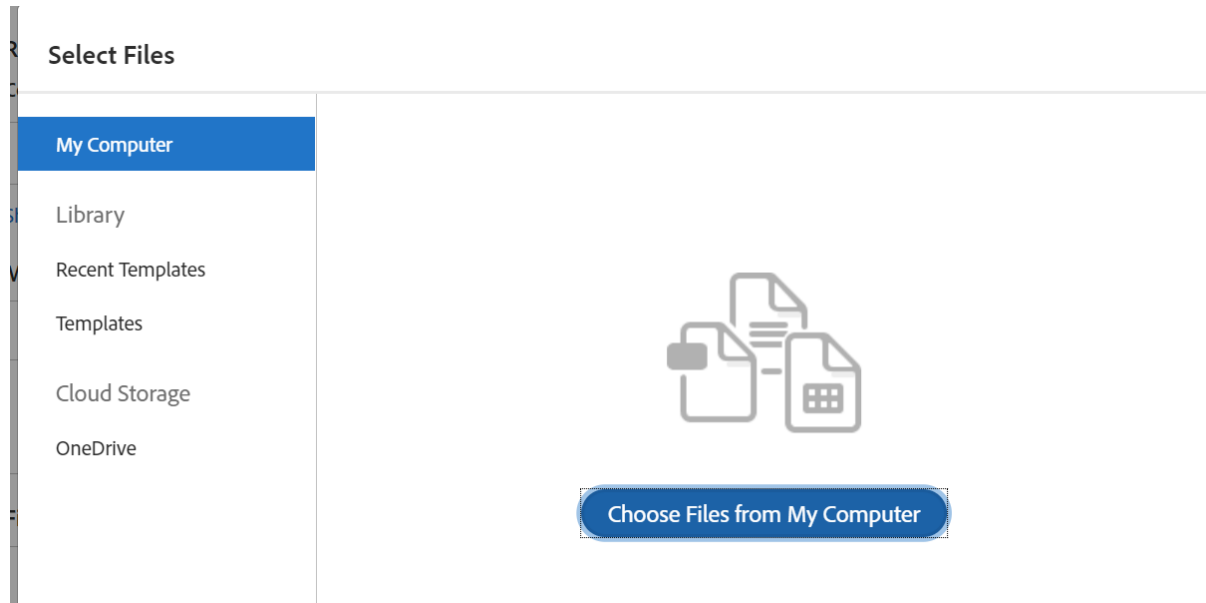 Select Files
My Computer
Library
Recent Templates
Templates
Cloud Storage
OneDrive
Choose Files from My Computer